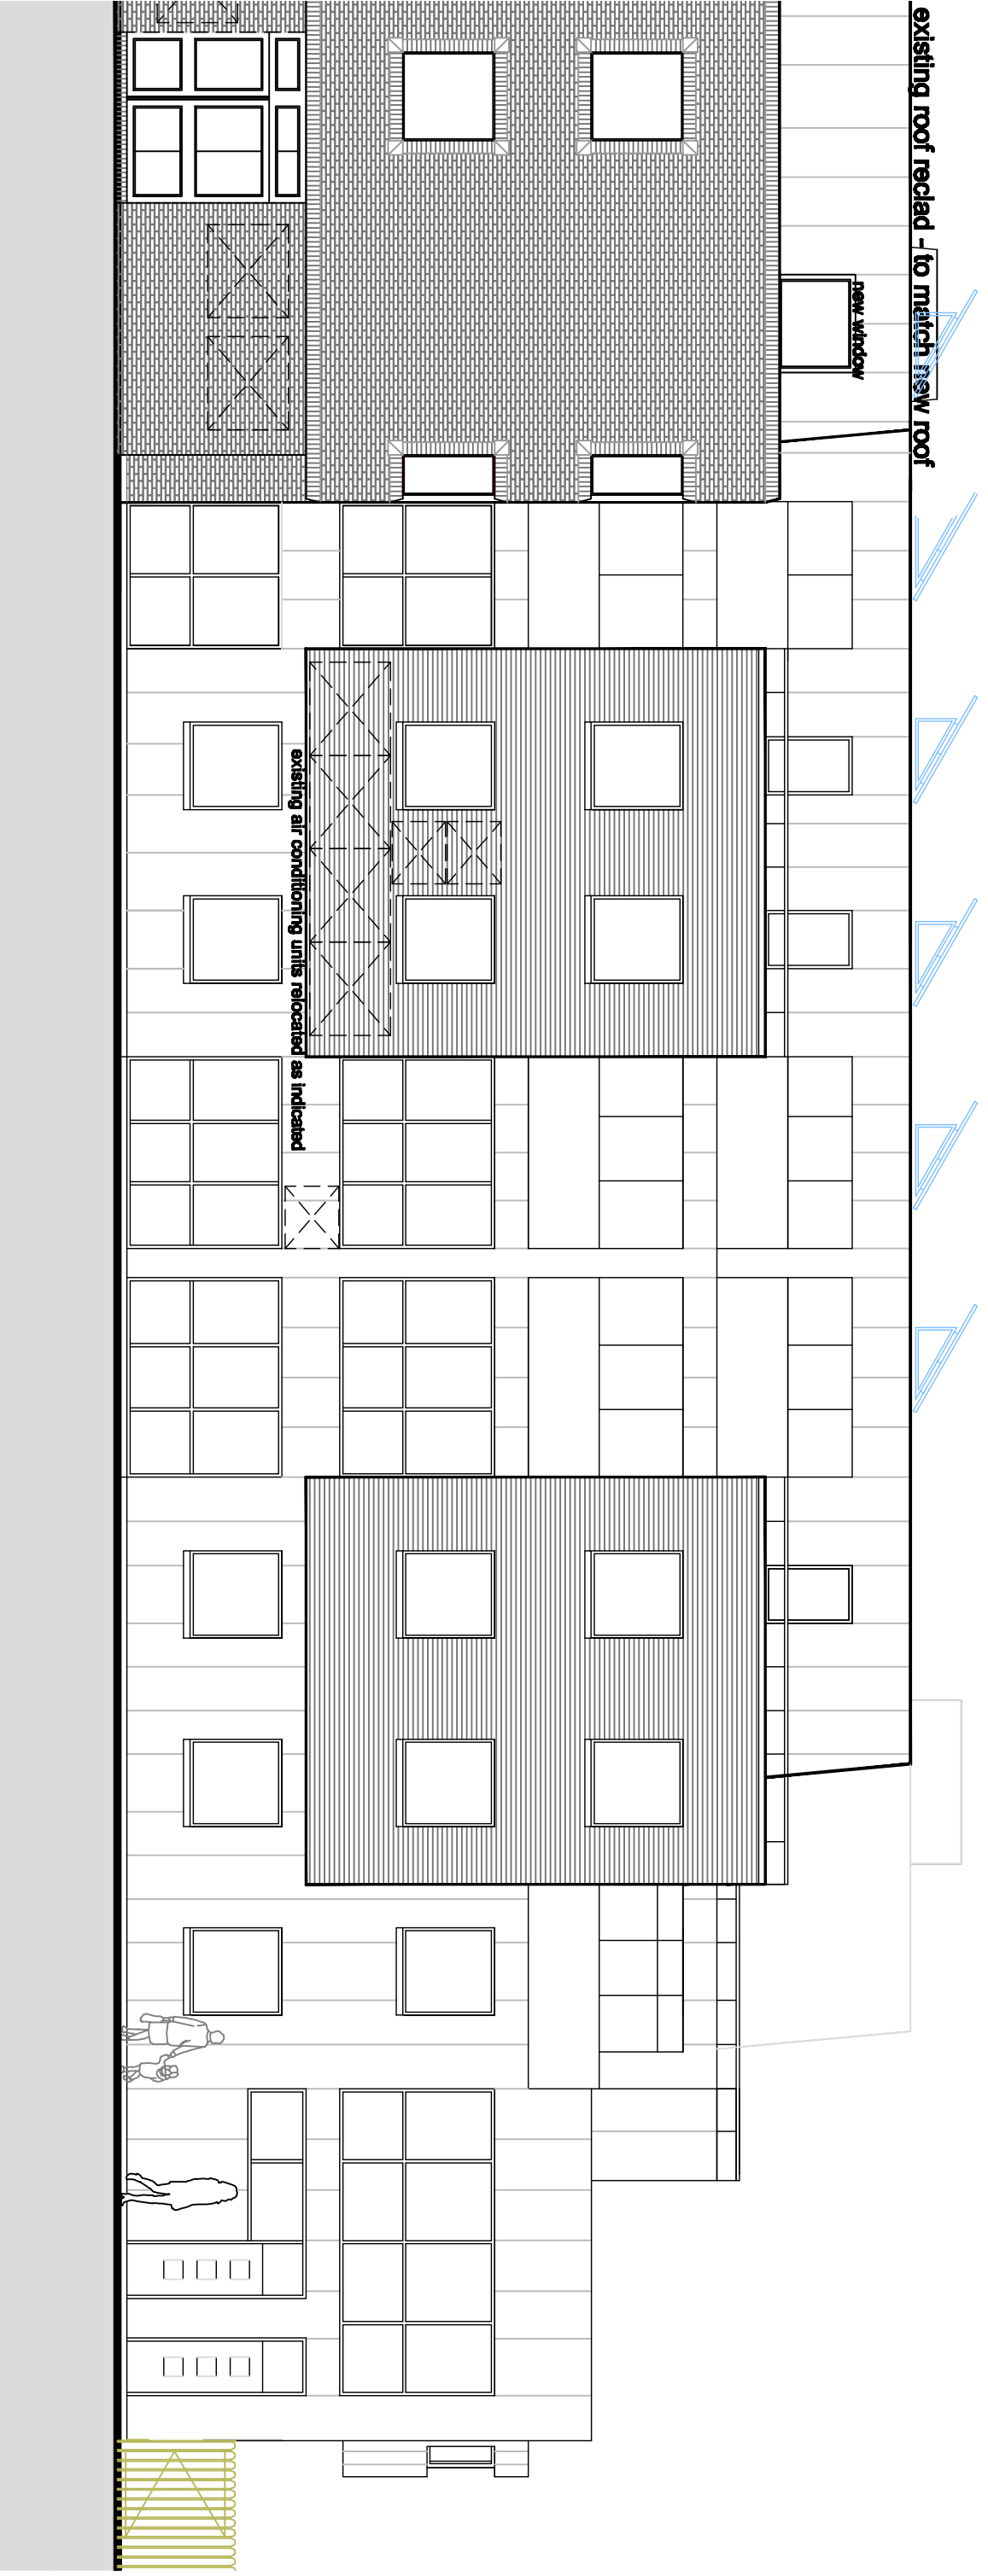 existing roof reclad - to match new roof
new window
existing air conditioning units relocated as indicated